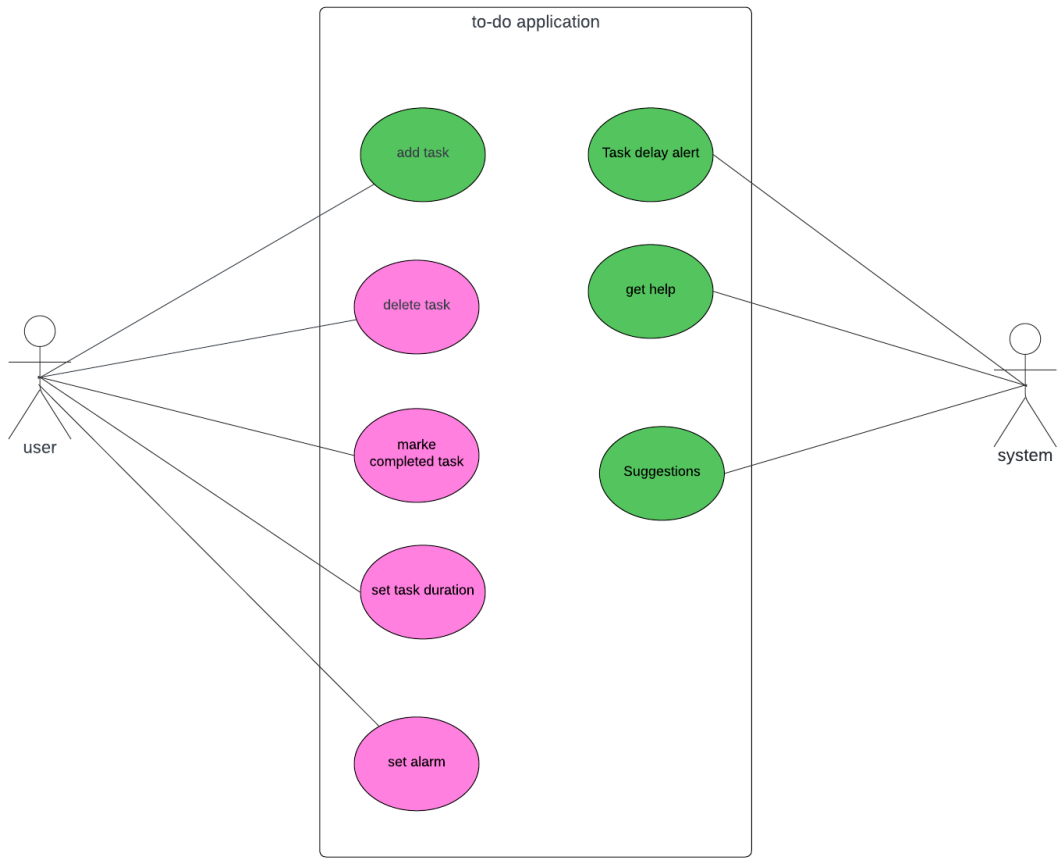 to-do application
add task
Task delay alert
delete task
get help
user
marke
completed task
system
Suggestions
set task duration
set alarm